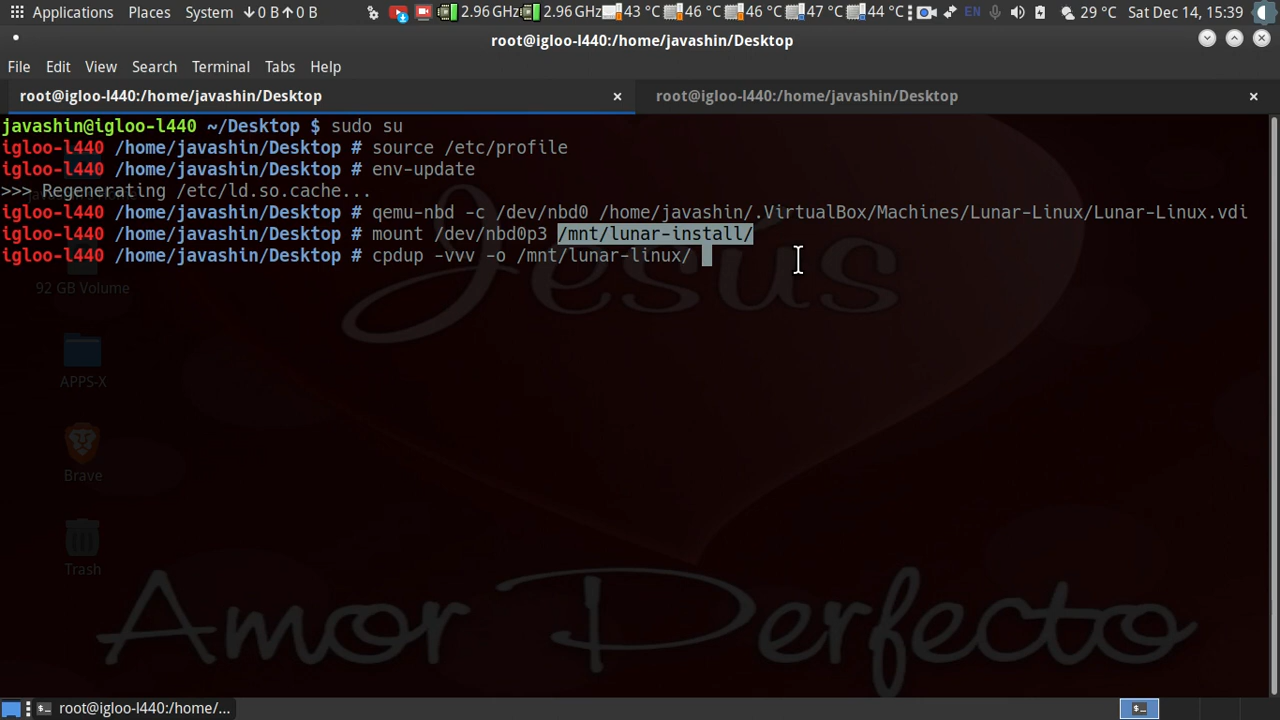 Applications Places System ↓0 B↑0 B 2.96 GHz 2.96 GHz 43 °C 46 °C 46 °C 47 °C 44 °C EN 29 °C Sat Dec 14, 15:39
root@igloo-l440:/home/javashin/Desktop
File Edit View Search Terminal Tabs Help
root@igloo-l440:/home/javashin/Desktop × root@igloo-l440:/home/javashin/Desktop ×
javashin@igloo-l440 ~/Desktop $ sudo su
igloo-l440 /home/javashin/Desktop # source /etc/profile
igloo-l440 /home/javashin/Desktop # env-update
>>> Regenerating /etc/ld.so.cache...
igloo-l440 /home/javashin/Desktop # qemu-nbd -c /dev/nbd0 /home/javashin/.VirtualBox/Machines/Lunar-Linux/Lunar-Linux.vdi
igloo-l440 /home/javashin/Desktop # mount /dev/nbd0p3 /mnt/lunar-install/
igloo-l440 /home/javashin/Desktop # cpdup -vvv -o /mnt/lunar-linux/
Jesus
92 GB Volume
APPS-X
Brave
Trash
Amor Perfecto
root@igloo-l440:/home/...